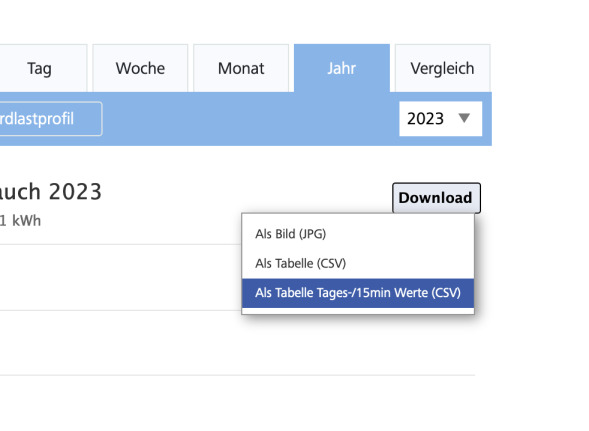 Tag Woche Monat Jahr Vergleich
rdlastprofil 2023
auch 2023
Download
1 kWh
Als Bild (JPG)
Als Tabelle (CSV)
Als Tabelle Tages-/15min Werte (CSV)